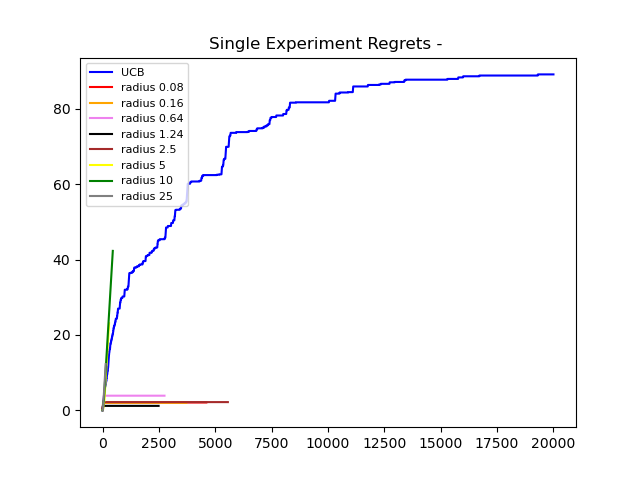 Single Experiment Regrets -
UCB
radius 0.08
radius 0.16
radius 0.64
radius 1.24
radius 2.5
radius 5
radius 10
radius 25
80
60
40
20
0
0 2500 5000 7500 10000 12500 15000 17500 20000